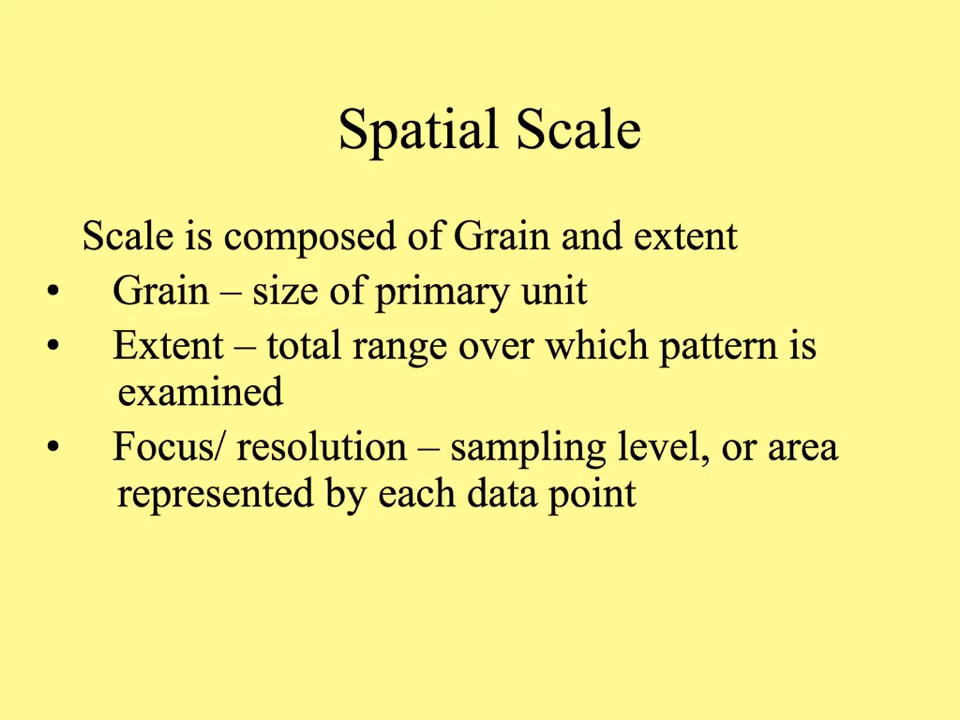 Spatial Scale
Scale is composed of Grain and extent
• Grain – size of primary unit
• Extent – total range over which pattern is
examined
• Focus/ resolution – sampling level, or area
represented by each data point